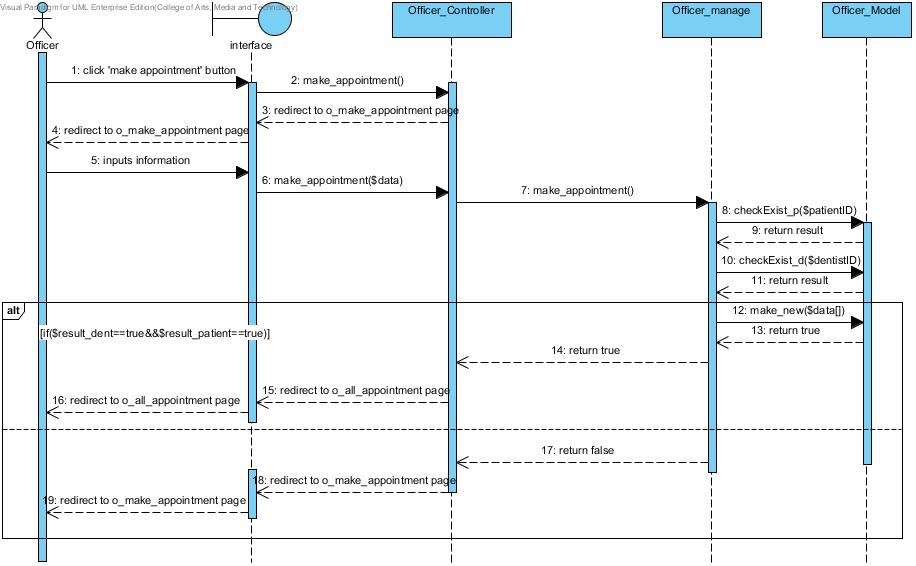 Visual Paradigm for UML Enterprise Edition(College of Arts, Media and Technology)
Officer
interface
Officer_Controller
Officer_manage
Officer_Model
1: click 'make appointment' button
2: make_appointment()
3: redirect to o_make_appointment page
4: redirect to o_make_appointment page
5: inputs information
6: make_appointment($data)
7: make_appointment()
8: checkExist_p($patientID)
9: return result
10: checkExist_d($dentistID)
11: return result
alt
12: make_new($data[])
[if($result_dent==true&&$result_patient==true)]
13: return true
14: return true
15: redirect to o_all_appointment page
16: redirect to o_all_appointment page
17: return false
18: redirect to o_make_appointment page
19: redirect to o_make_appointment page